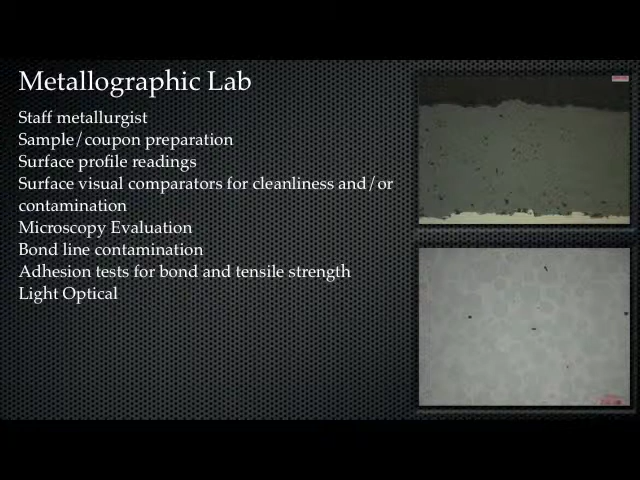 Metallographic Lab
Staff metallurgist
Sample/coupon preparation
Surface profile readings
Surface visual comparators for cleanliness and/or
contamination
Microscopy Evaluation
Bond line contamination
Adhesion tests for bond and tensile strength
Light Optical